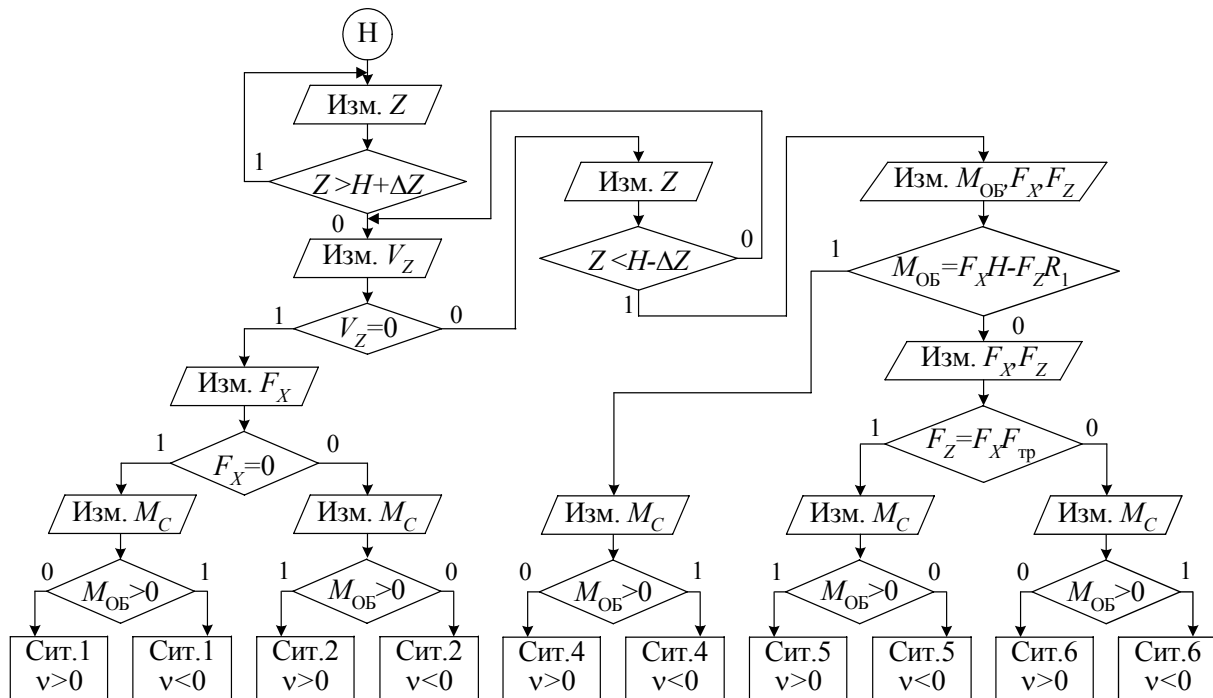 Н
Изм. Z
1
Z>H+ΔZ
0
Изм. V_Z
1
V_Z=0
0
Изм. Z
Z<H-ΔZ
0
1
Изм. M_ОБ,F_X,F_Z
1
M_ОБ=F_XH-F_ZR_1
0
Изм. F_X,F_Z
1
F_Z=F_XF_тр
0
Изм. F_X
1
F_X=0
0
Изм. M_C
Изм. M_C
Изм. M_C
Изм. M_C
Изм. M_C
0
M_ОБ>0
1
1
M_ОБ>0
0
0
M_ОБ>0
1
1
M_ОБ>0
0
0
M_ОБ>0
1
Сит.1
ν>0
Сит.1
ν<0
Сит.2
ν>0
Сит.2
ν<0
Сит.4
ν>0
Сит.4
ν<0
Сит.5
ν>0
Сит.5
ν<0
Сит.6
ν>0
Сит.6
ν<0